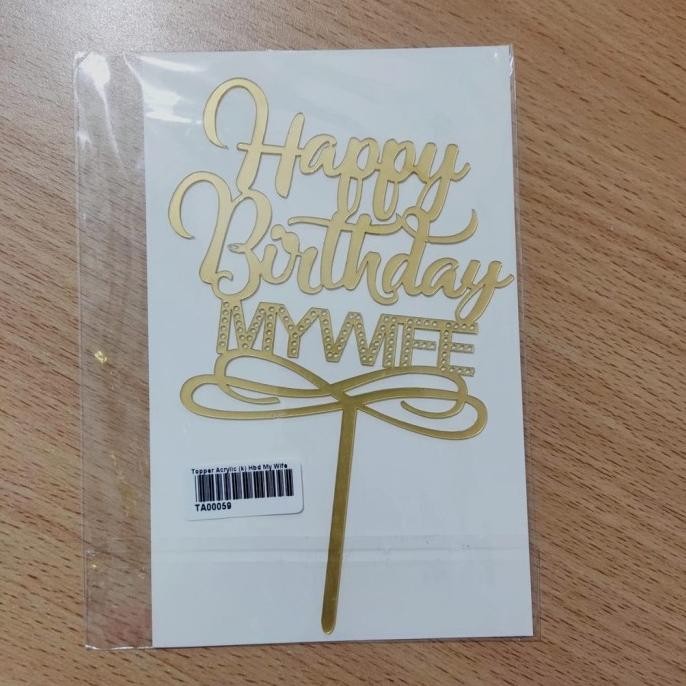 Happy
Birthday
MY WIFE
Topper Acrylic (k) Hbd My Wife
TA00059